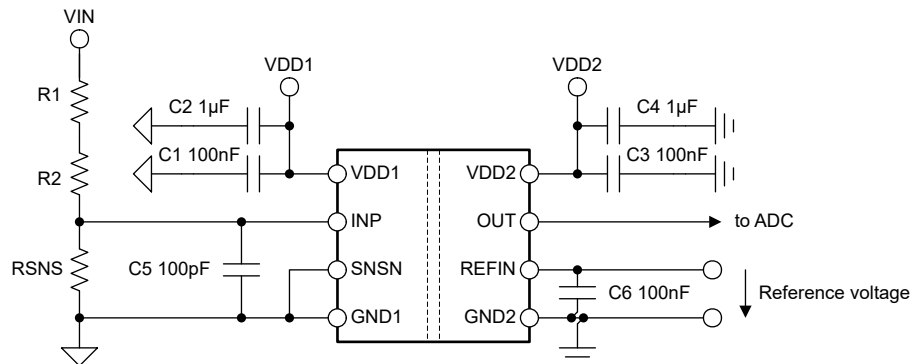 VIN
R1
R2
RSNS
VDD1
C2 1µF
C1 100nF
C5 100pF
VDD1
INP
SNSN
GND1
VDD2
OUT
REFIN
GND2
VDD2
C4 1µF
C3 100nF
to ADC
C6 100nF
Reference voltage